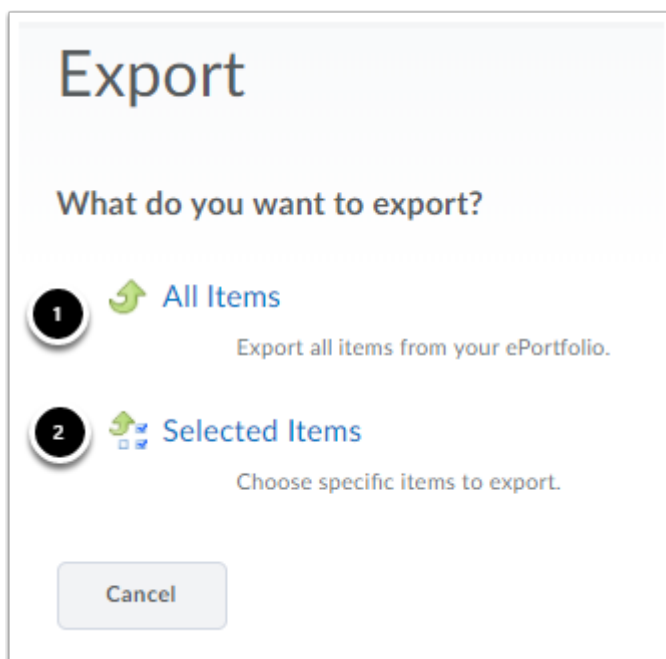 Export
What do you want to export?
1
All Items
Export all items from your ePortfolio.
2
Selected Items
Choose specific items to export.
Cancel